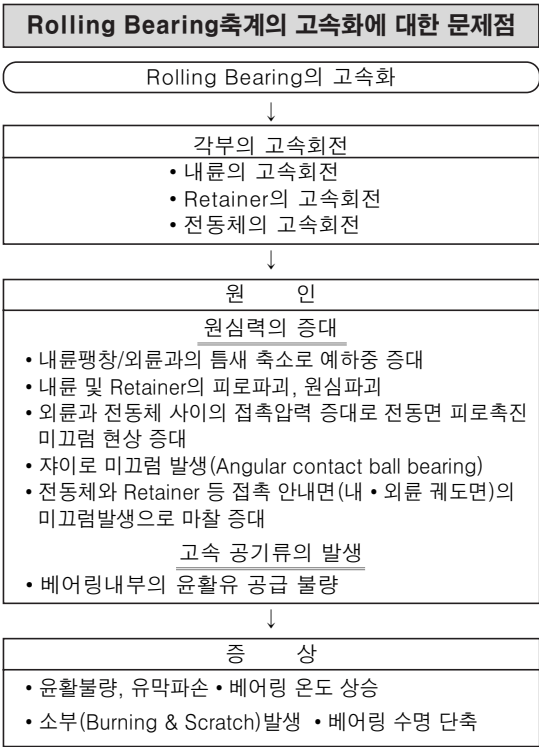 Rolling Bearing축계의 고속화에 대한 문제점
Rolling Bearing의 고속화
↓
각부의 고속회전
• 내륜의 고속회전
• Retainer의 고속회전
• 전동체의 고속회전
↓
원 인
원심력의 증대
• 내륜팽창/외륜과의 틈새 축소로 예하중 증대
• 내륜 및 Retainer의 피로파괴, 원심파괴
• 외륜과 전동체 사이의 접촉압력 증대로 전동면 피로촉진
미끄럼 현상 증대
• 쟈이로 미끄럼 발생(Angular contact ball bearing)
• 전동체와 Retainer 등 접촉 안내면(내 • 외륜 궤도면)의
미끄럼발생으로 마찰 증대
고속 공기류의 발생
• 베어링내부의 윤활유 공급 불량
↓
증 상
• 윤활불량, 유막파손 • 베어링 온도 상승
• 소부(Burning & Scratch)발생 • 베어링 수명 단축